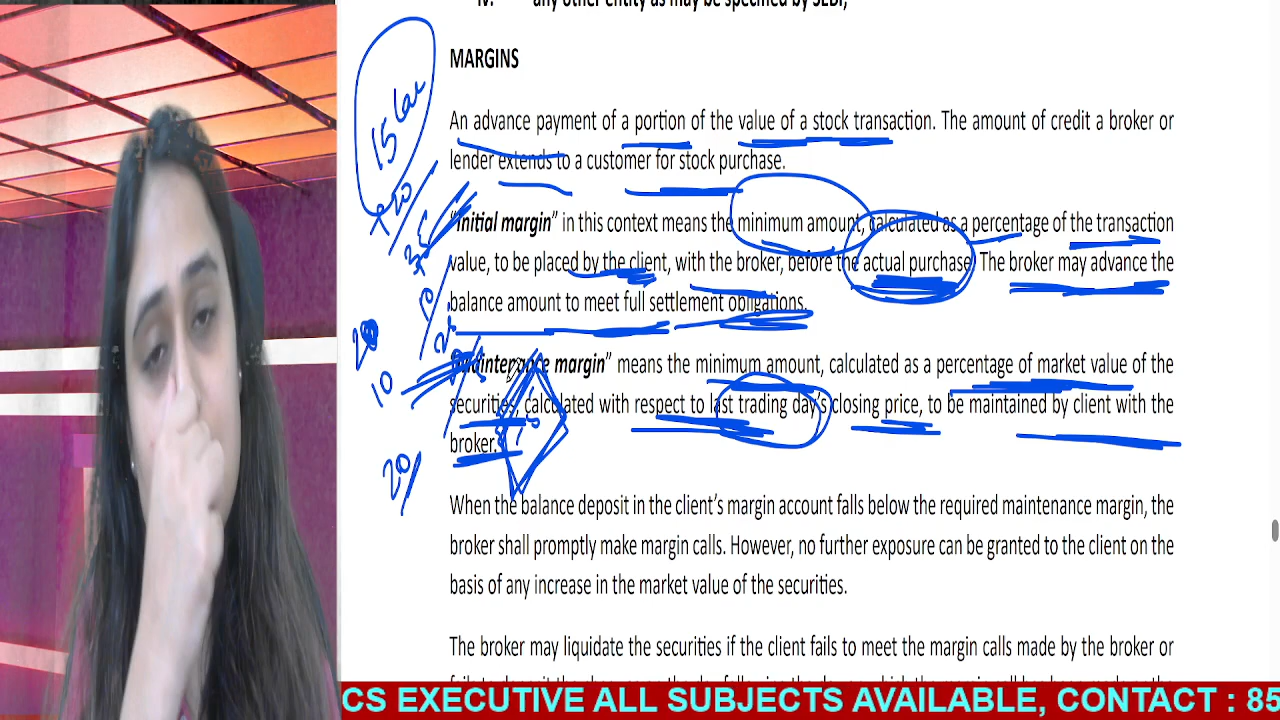 iv. any other entity as may be specified by SEBI;
MARGINS
15 Lac
An advance payment of a portion of the value of a stock transaction. The amount of credit a broker or
lender extends to a customer for stock purchase.
"Initial margin" in this context means the minimum amount, calculated as a percentage of the transaction
value, to be placed by the client, with the broker, before the actual purchase. The broker may advance the
balance amount to meet full settlement obligations.
"Maintenance margin" means the minimum amount, calculated as a percentage of market value of the
securities, calculated with respect to last trading day's closing price, to be maintained by client with the
broker.
10
20
When the balance deposit in the client's margin account falls below the required maintenance margin, the
broker shall promptly make margin calls. However, no further exposure can be granted to the client on the
basis of any increase in the market value of the securities.
The broker may liquidate the securities if the client fails to meet the margin calls made by the broker or
CS EXECUTIVE ALL SUBJECTS AVAILABLE, CONTACT : 85